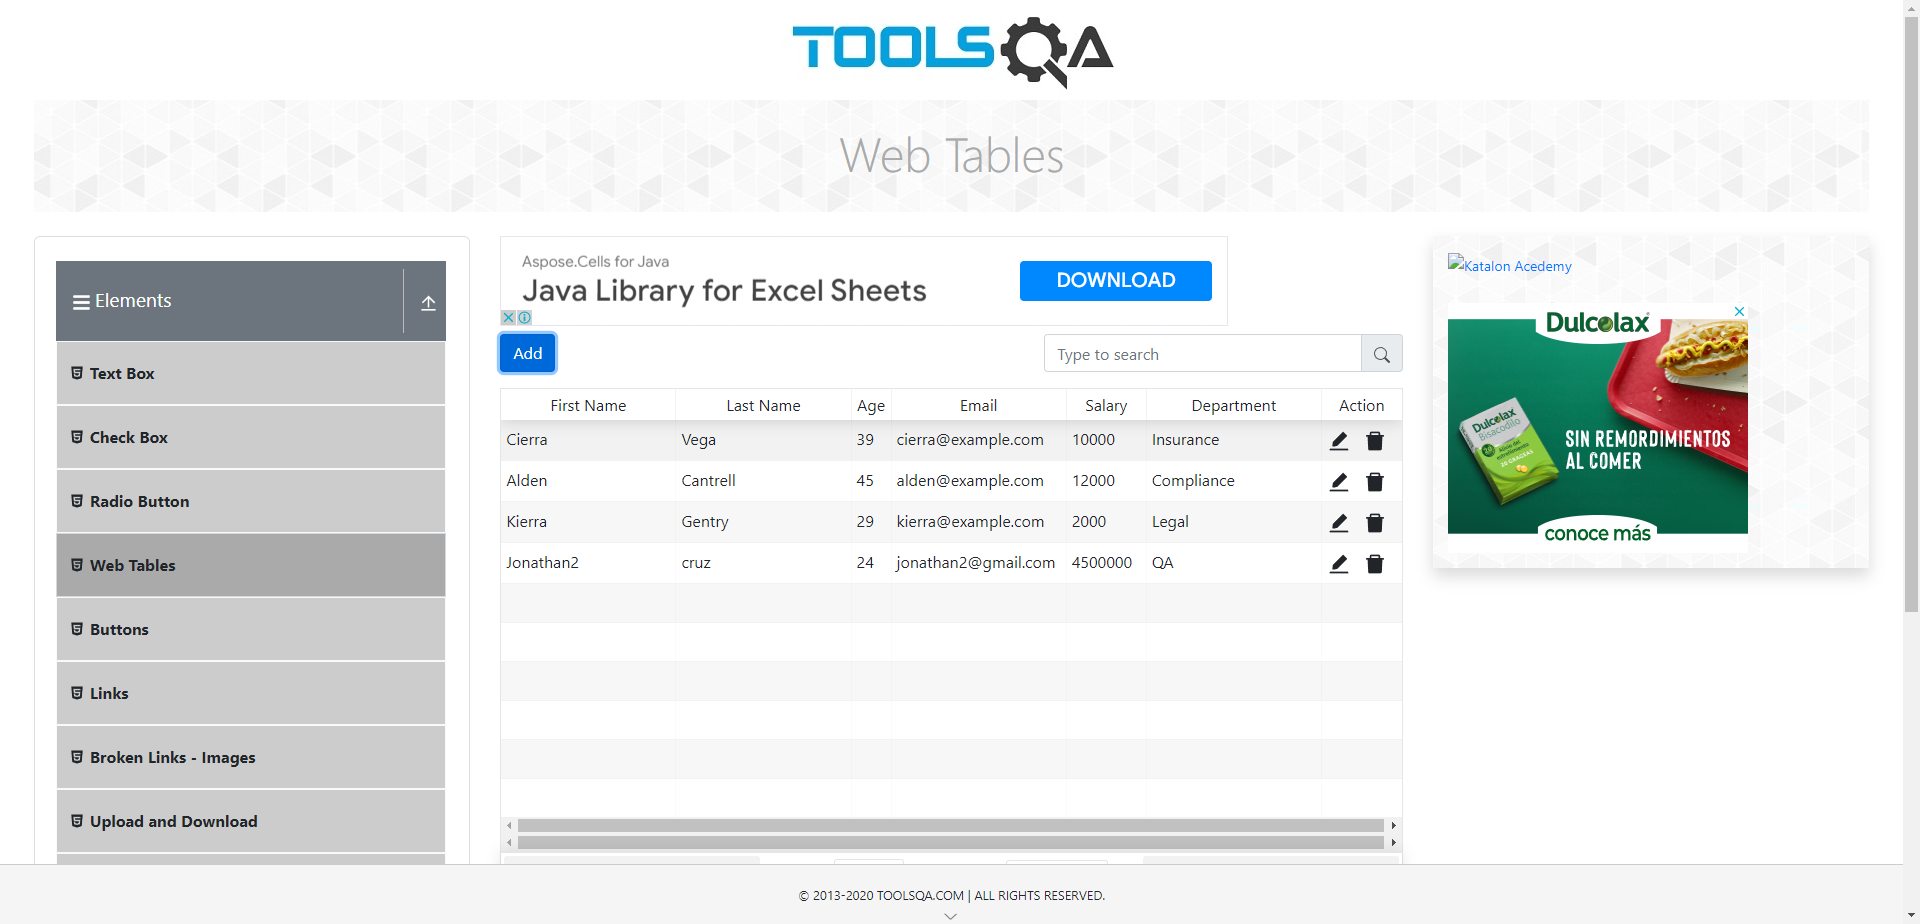 TOOLSQA
Web Tables
Elements
Text Box
Check Box
Radio Button
Web Tables
Buttons
Links
Broken Links - Images
Upload and Download
Aspose.Cells for Java
Java Library for Excel Sheets
DOWNLOAD
Add
Type to search
First Name Last Name Age Email Salary Department Action
Cierra Vega 39 cierra@example.com 10000 Insurance
Alden Cantrell 45 alden@example.com 12000 Compliance
Kierra Gentry 29 kierra@example.com 2000 Legal
Jonathan2 cruz 24 jonathan2@gmail.com 4500000 QA
Katalon Acedemy
Dulcolax
Dulcolax
Bisacodilo
SIN REMORDIMIENTOS
AL COMER
conoce más
© 2013-2020 TOOLSQA.COM | ALL RIGHTS RESERVED.